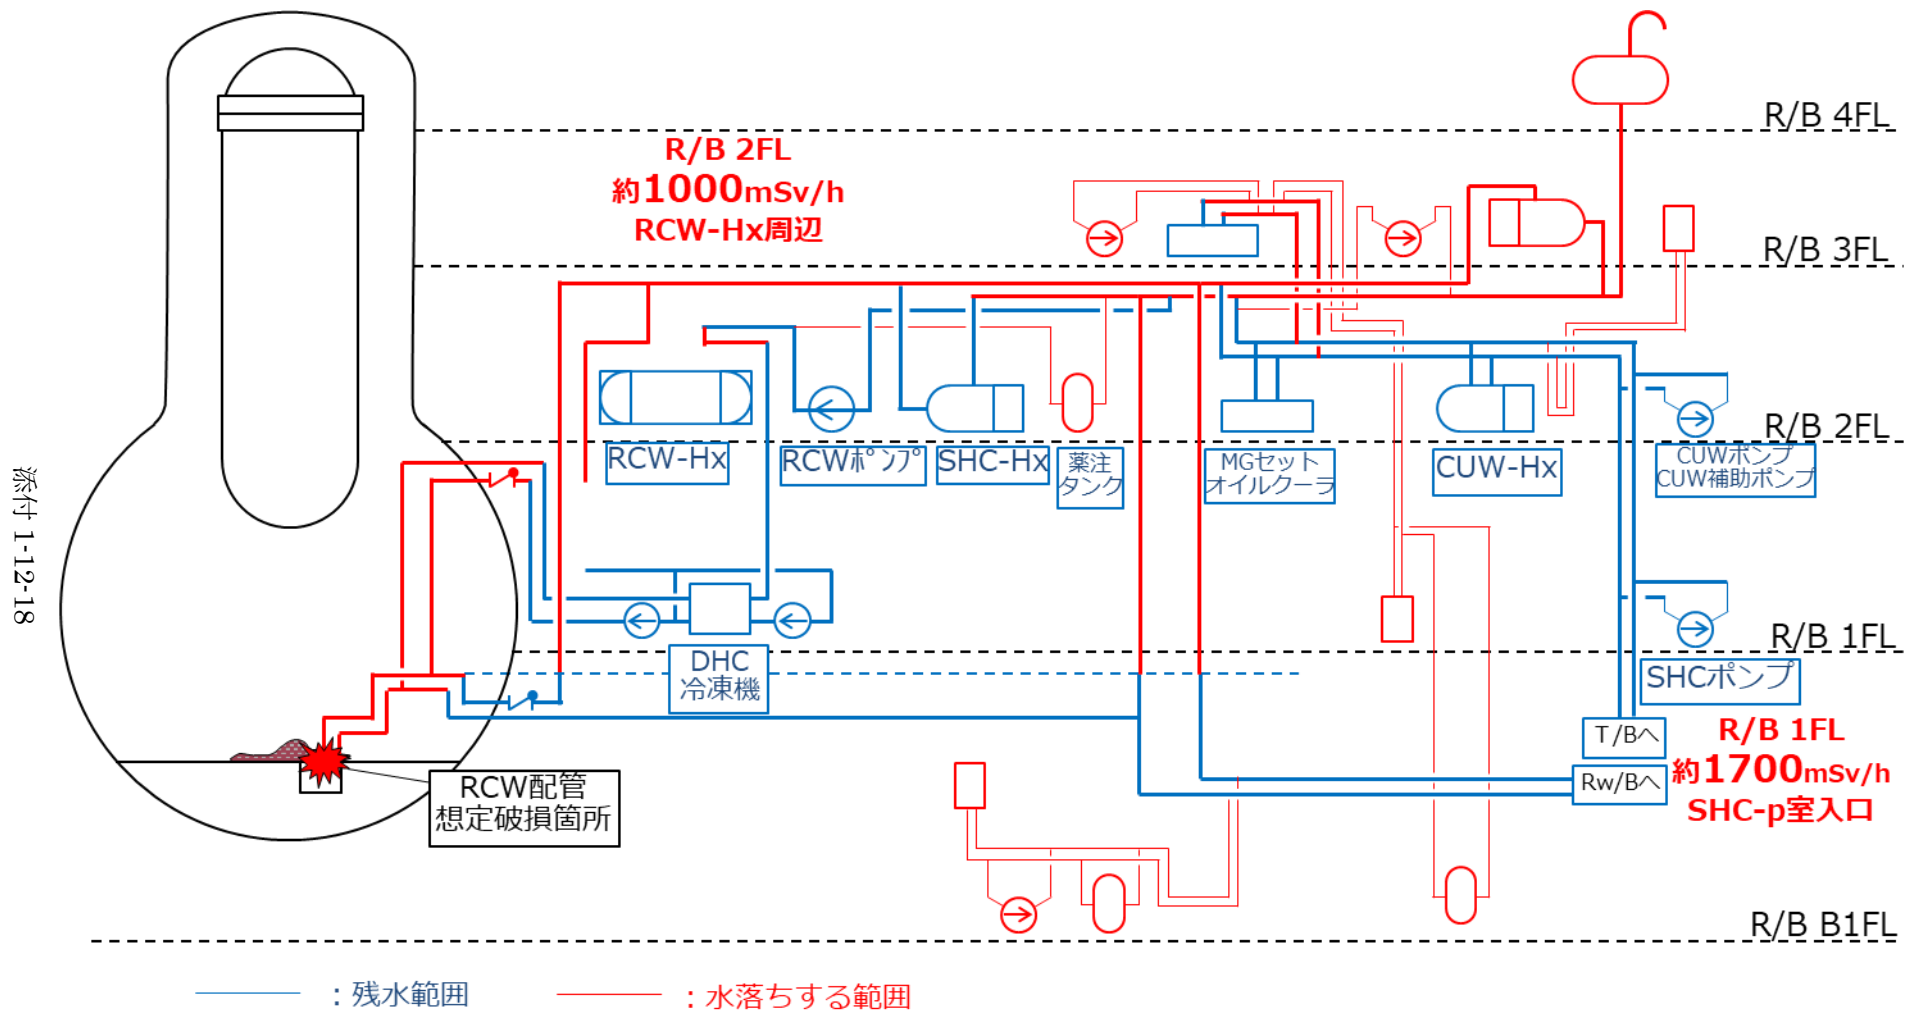 R/B 4FL
R/B 2FL
約1000mSv/h
RCW-Hx周辺
R/B 3FL
R/B 2FL
RCW-Hx
RCWﾎﾟﾝﾌﾟ
SHC-Hx
薬注
タンク
MGセット
オイルクーラ
CUW-Hx
CUWポンプ
CUW補助ポンプ
添付 1-12-18
R/B 1FL
DHC
冷凍機
SHCポンプ
T/Bへ
R/B 1FL
約1700mSv/h
SHC-p室入口
Rw/Bへ
RCW配管
想定破損箇所
R/B B1FL
：残水範囲
：水落ちする範囲